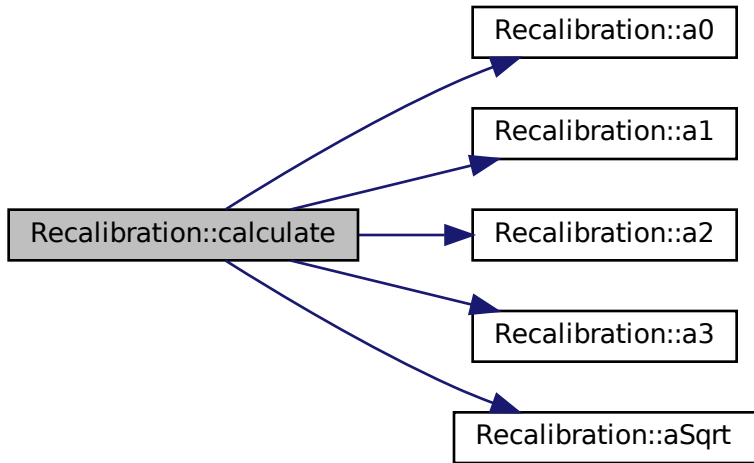 Recalibration::a0
Recalibration::a1
Recalibration::calculate
Recalibration::a2
Recalibration::a3
Recalibration::aSqrt